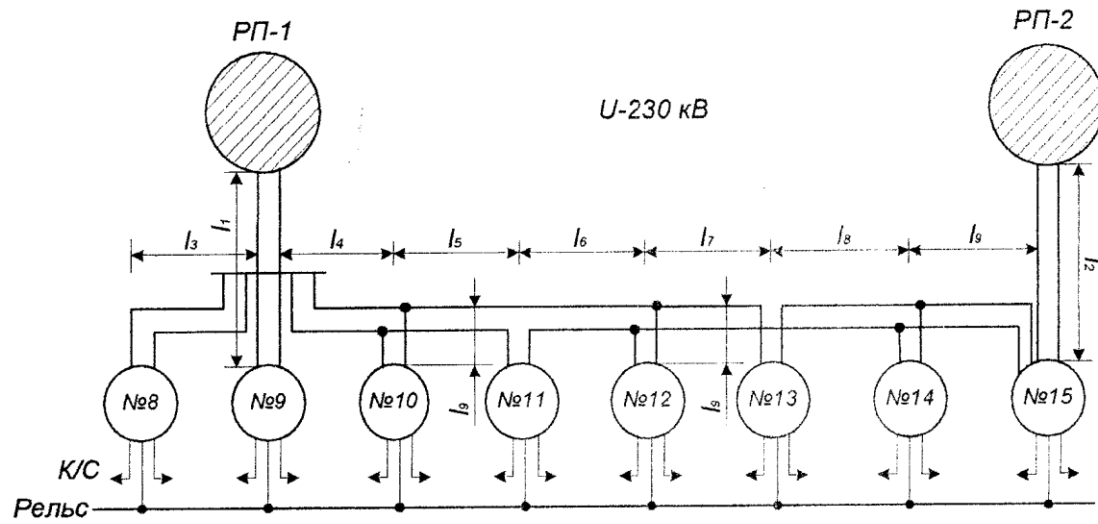 РП-1
РП-2
U-230 кВ
l₁
l₃
l₄
l₅
l₆
l₇
l₈
l₉
l₂
№8
№9
№10
l₉
№11
№12
l₉
№13
№14
№15
К/С
Рельс